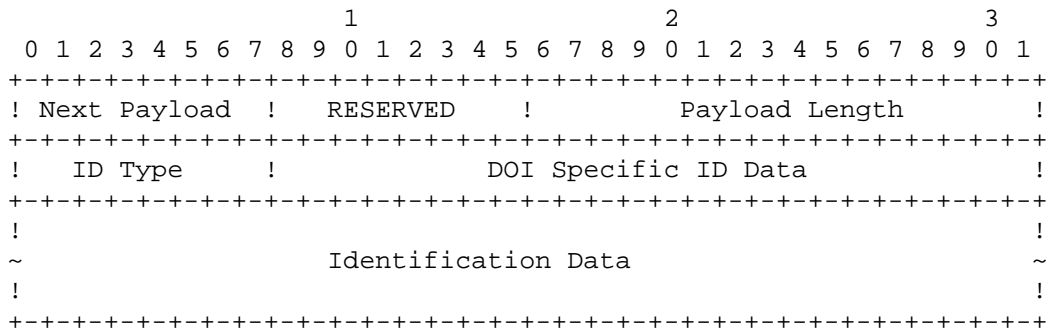 1                   2                   3
 0 1 2 3 4 5 6 7 8 9 0 1 2 3 4 5 6 7 8 9 0 1 2 3 4 5 6 7 8 9 0 1
+-+-+-+-+-+-+-+-+-+-+-+-+-+-+-+-+-+-+-+-+-+-+-+-+-+-+-+-+-+-+-+-+
! Next Payload  !   RESERVED    !         Payload Length        !
+-+-+-+-+-+-+-+-+-+-+-+-+-+-+-+-+-+-+-+-+-+-+-+-+-+-+-+-+-+-+-+-+
!   ID Type     !             DOI Specific ID Data              !
+-+-+-+-+-+-+-+-+-+-+-+-+-+-+-+-+-+-+-+-+-+-+-+-+-+-+-+-+-+-+-+-+
!                                                               !
~                   Identification Data                         ~
!                                                               !
+-+-+-+-+-+-+-+-+-+-+-+-+-+-+-+-+-+-+-+-+-+-+-+-+-+-+-+-+-+-+-+-+